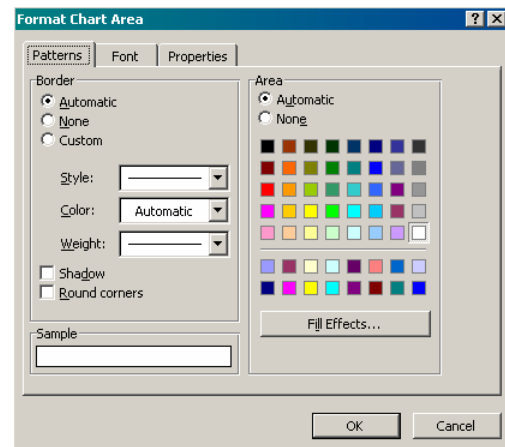 Format Chart Area
Patterns Font Properties
Border
Automatic
None
Custom
Style:
Color: Automatic
Weight:
Shadow
Round corners
Sample
Area
Automatic
None
Fill Effects...
OK Cancel